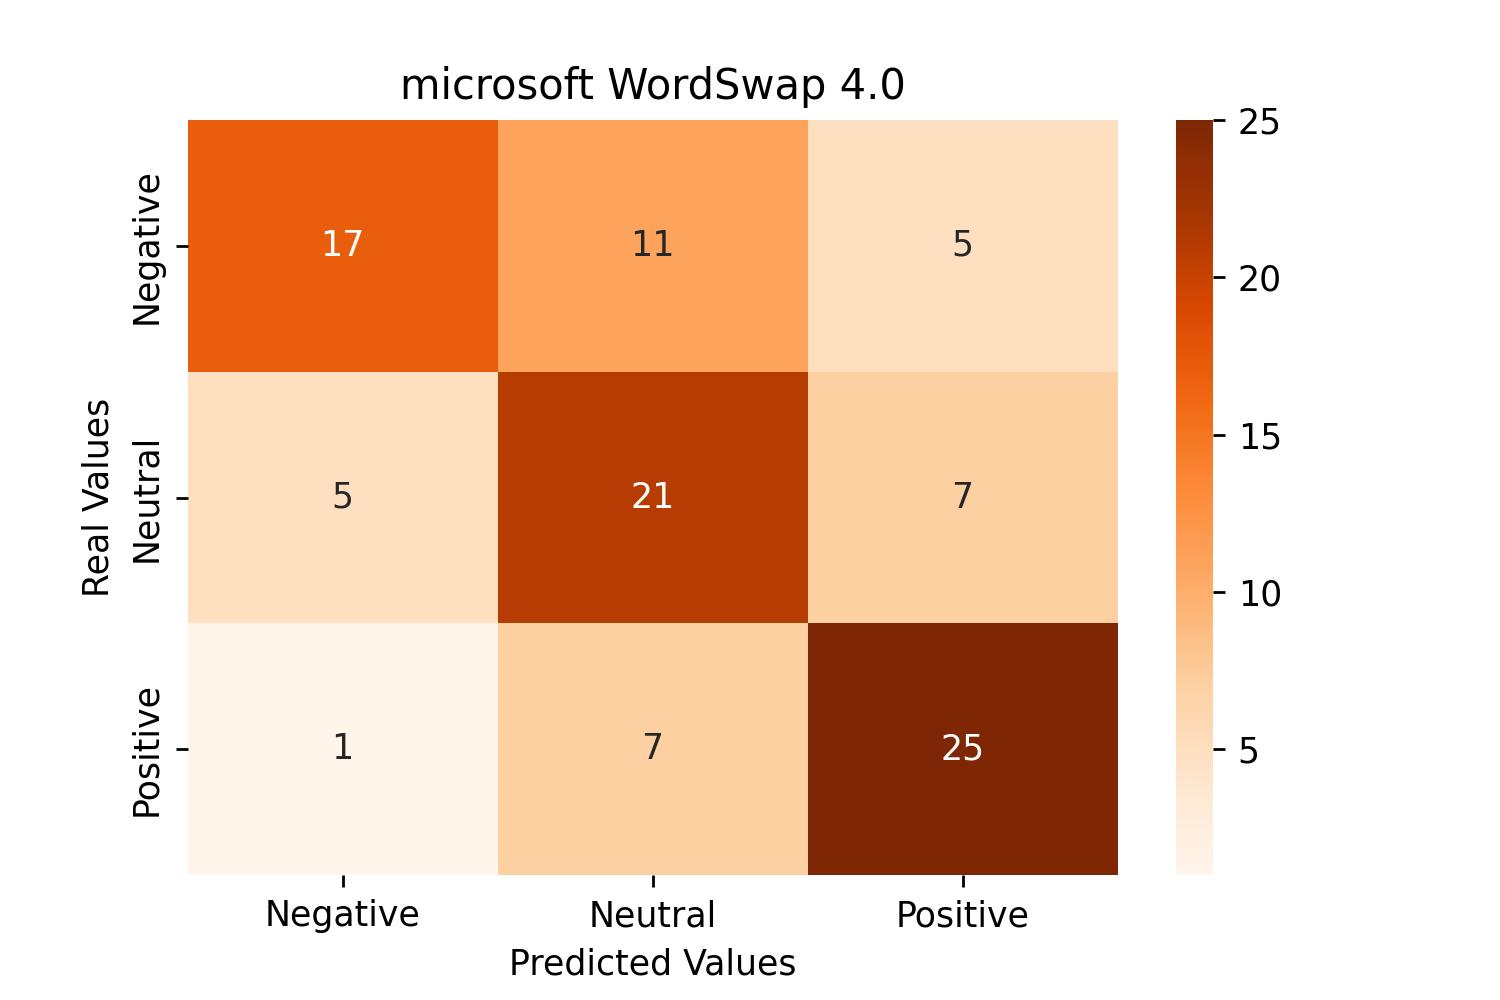 microsoft WordSwap 4.0
Real Values
Negative
17 11 5
Neutral
5 21 7
Positive
1 7 25
Negative Neutral Positive
Predicted Values
25
20
15
10
5